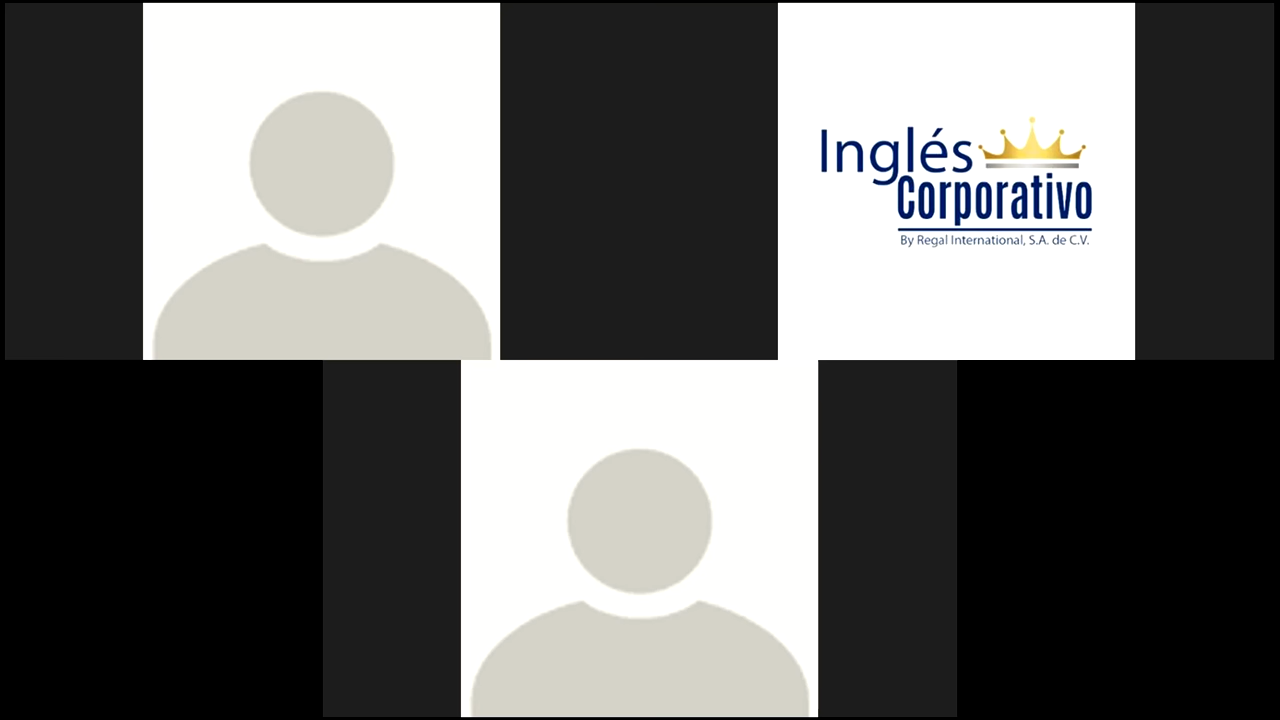 Inglés
Corporativo
By Regal International, S.A. de C.V.